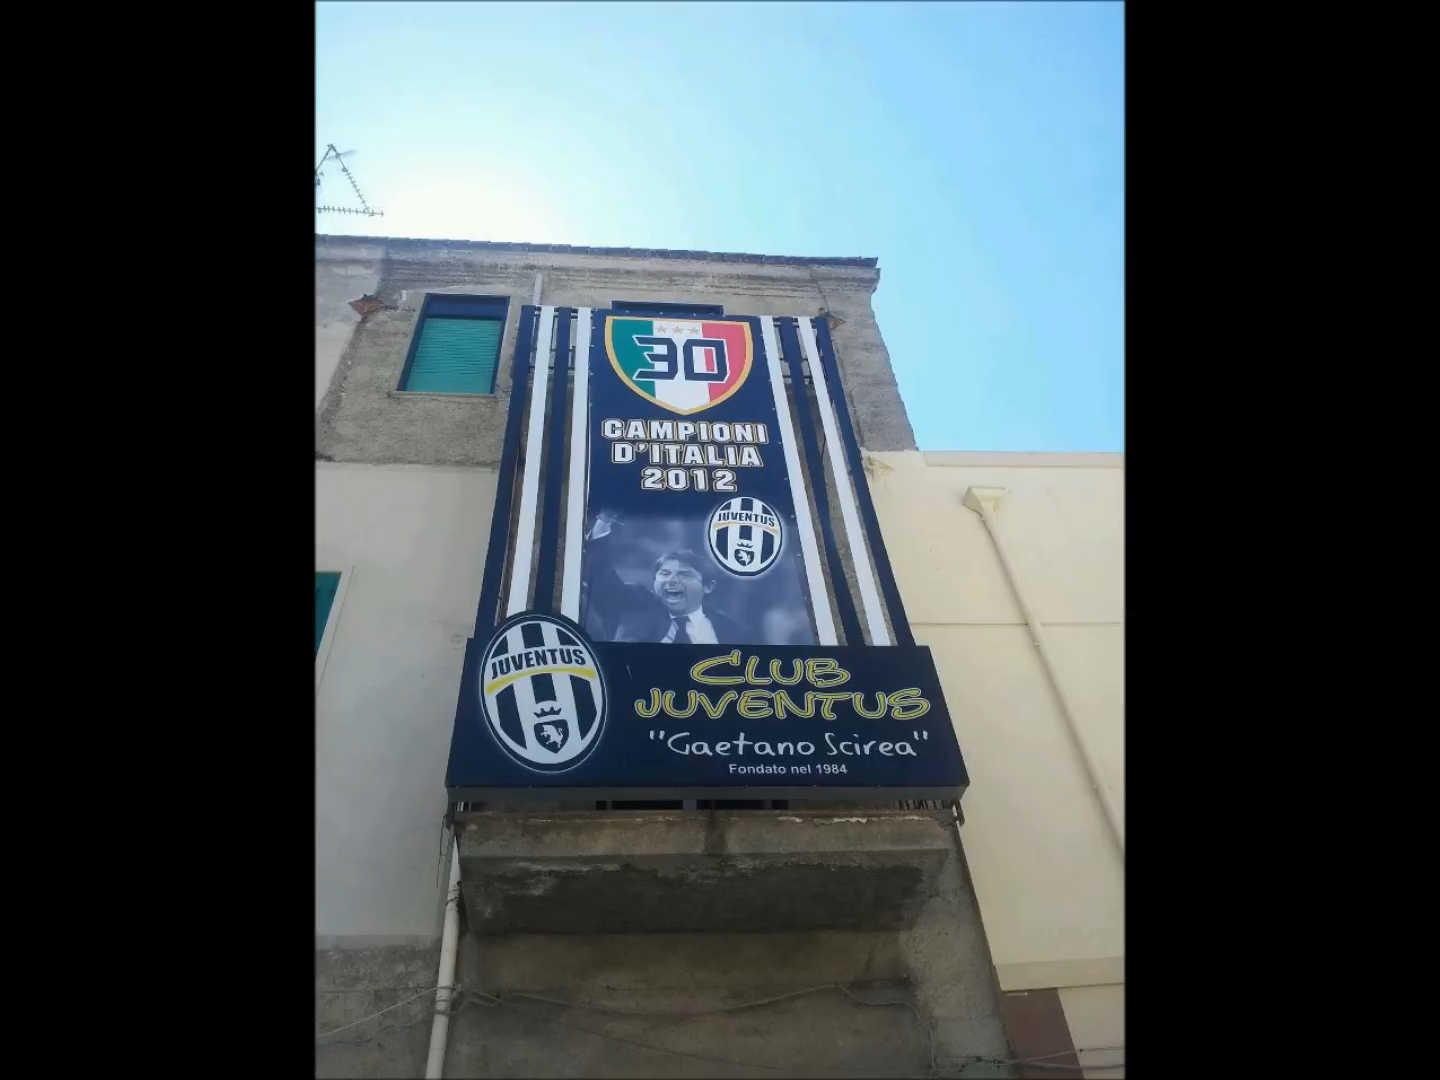 30
CAMPIONI
D'ITALIA
2012
JUVENTUS
JUVENTUS
CLUB
JUVENTUS
"Gaetano Scirea"
Fondato nel 1984